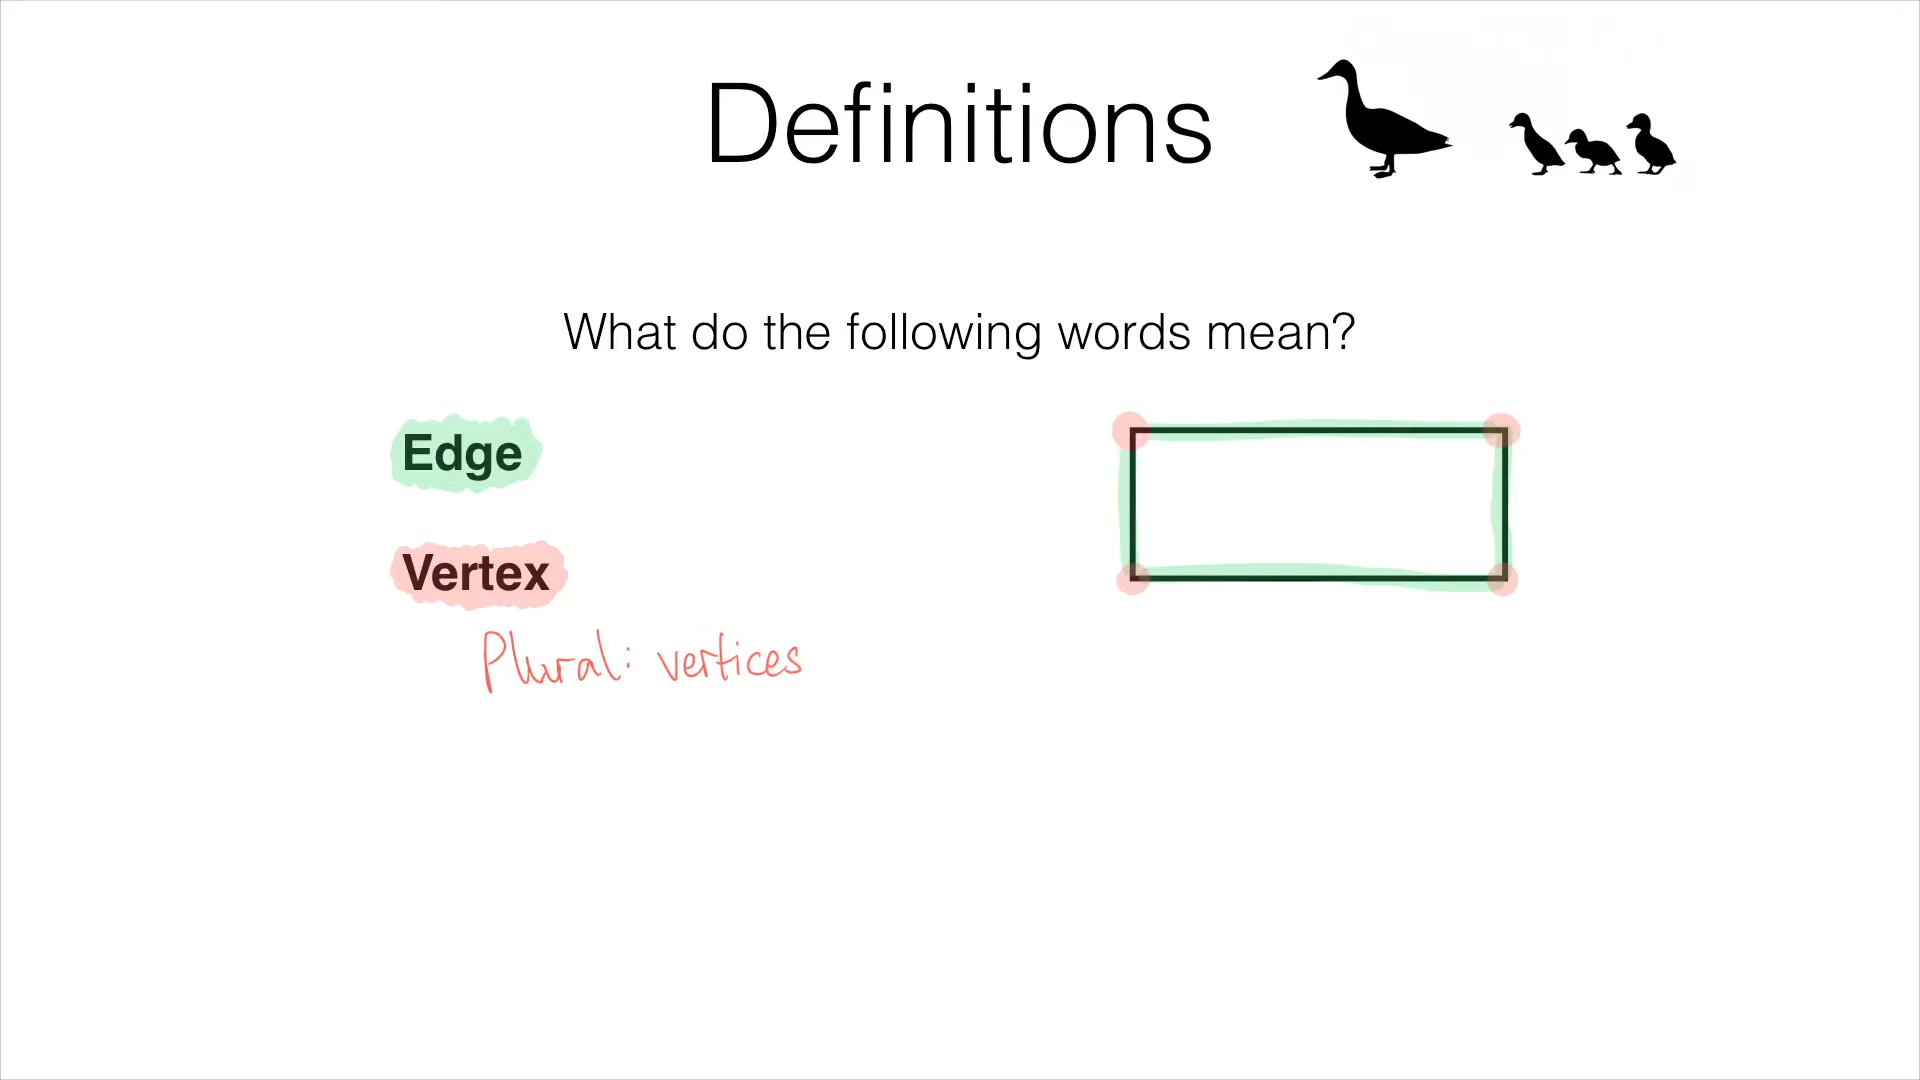 Definitions
What do the following words mean?
Edge
Vertex
Plural: vertices